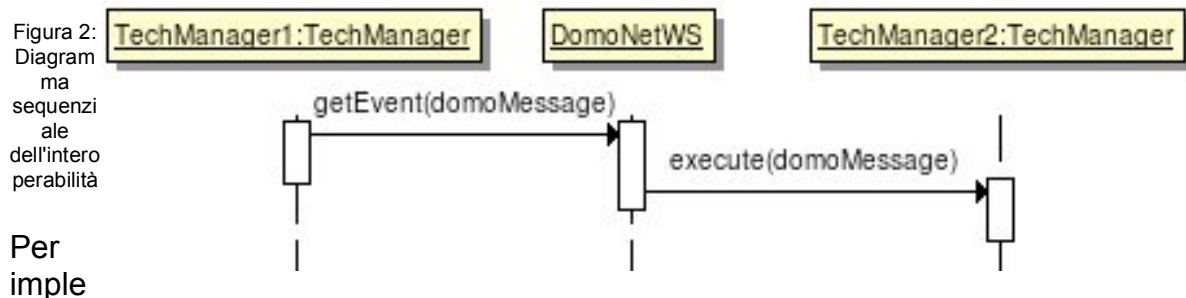 Figura 2:
Diagram
ma
sequenzi
ale
dell'intero
perabilità
TechManager1:TechManager
DomoNetWS
TechManager2:TechManager
getEvent(domoMessage)
execute(domoMessage)
Per
imple